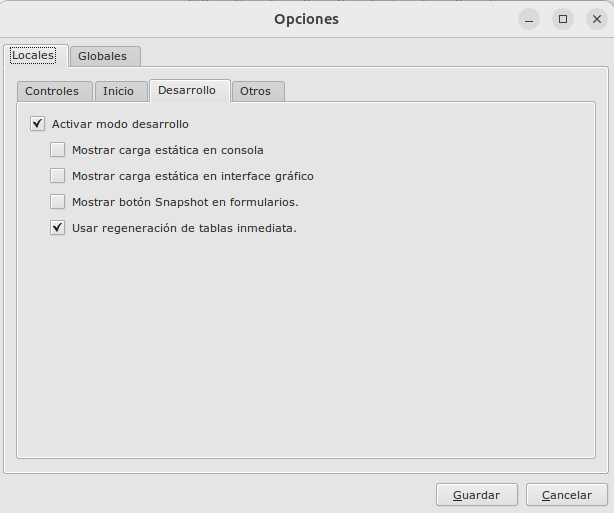 Opciones
Locales Globales
Controles Inicio Desarrollo Otros
Activar modo desarrollo
Mostrar carga estática en consola
Mostrar carga estática en interface gráfico
Mostrar botón Snapshot en formularios.
Usar regeneración de tablas inmediata.
Guardar Cancelar